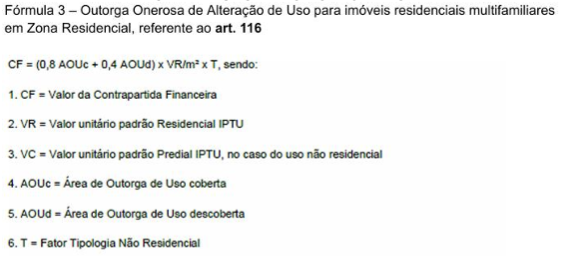 Fórmula 3 – Outorga Onerosa de Alteração de Uso para imóveis residenciais multifamiliares
em Zona Residencial, referente ao art. 116
CF = (0,8 AOUc + 0,4 AOUd) x VR/m² x T, sendo:
1. CF = Valor da Contrapartida Financeira
2. VR = Valor unitário padrão Residencial IPTU
3. VC = Valor unitário padrão Predial IPTU, no caso do uso não residencial
4. AOUc = Área de Outorga de Uso coberta
5. AOUd = Área de Outorga de Uso descoberta
6. T = Fator Tipologia Não Residencial